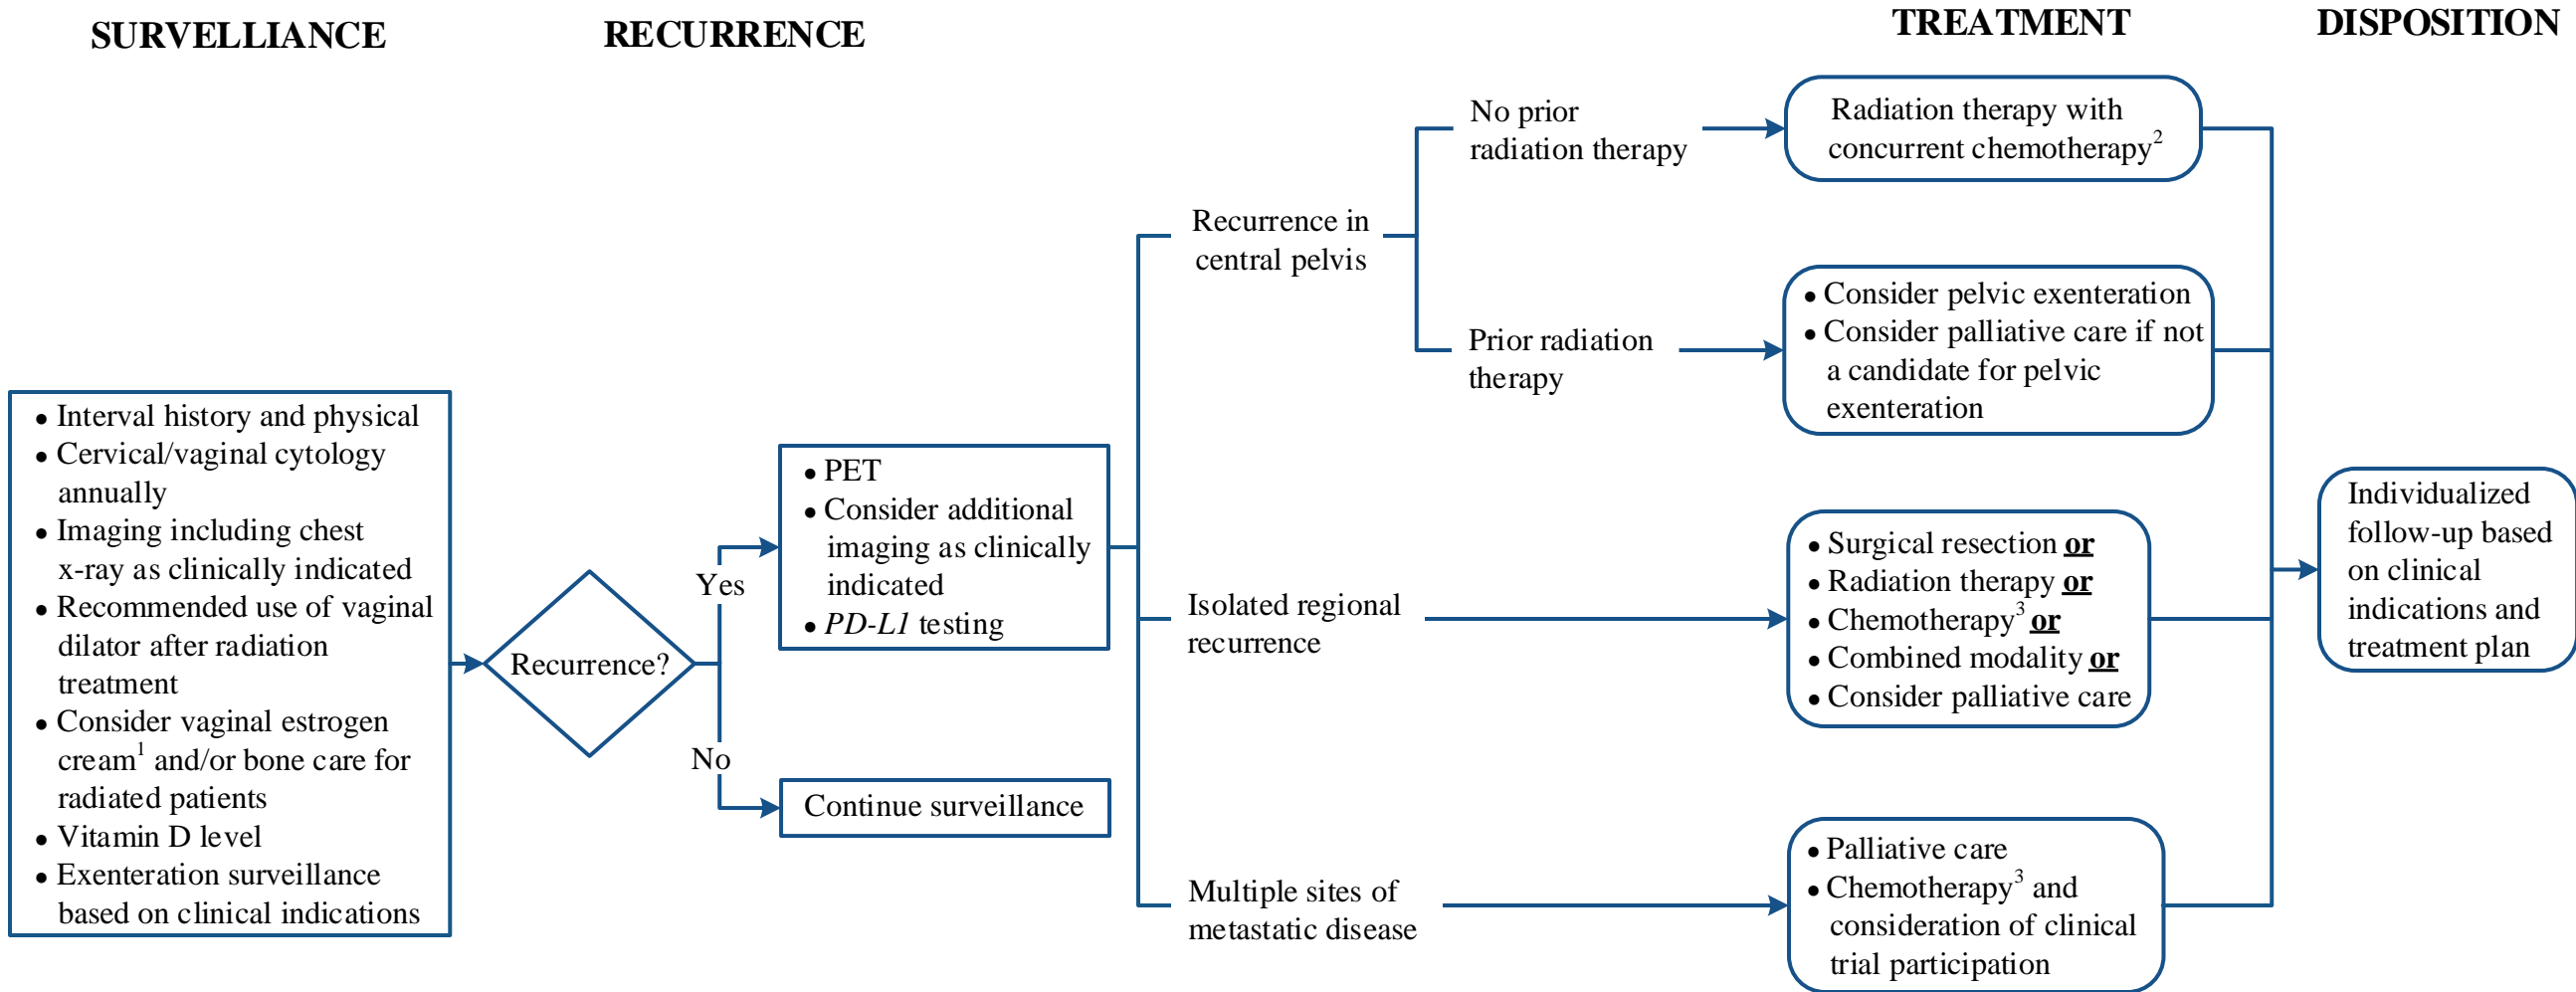 SURVELLIANCE
RECURRENCE
TREATMENT
DISPOSITION
• Interval history and physical
• Cervical/vaginal cytology
annually
• Imaging including chest
x-ray as clinically indicated
• Recommended use of vaginal
dilator after radiation
treatment
• Consider vaginal estrogen
cream¹ and/or bone care for
radiated patients
• Vitamin D level
• Exenteration surveillance
based on clinical indications
Recurrence?
Yes
No
• PET
• Consider additional
imaging as clinically
indicated
• PD-L1 testing
Continue surveillance
Recurrence in
central pelvis
No prior
radiation therapy
Radiation therapy with
concurrent chemotherapy²
Prior radiation
therapy
• Consider pelvic exenteration
• Consider palliative care if not
a candidate for pelvic
exenteration
Isolated regional
recurrence
• Surgical resection or
• Radiation therapy or
• Chemotherapy³ or
• Combined modality or
• Consider palliative care
Multiple sites of
metastatic disease
• Palliative care
• Chemotherapy³ and
consideration of clinical
trial participation
Individualized
follow-up based
on clinical
indications and
treatment plan